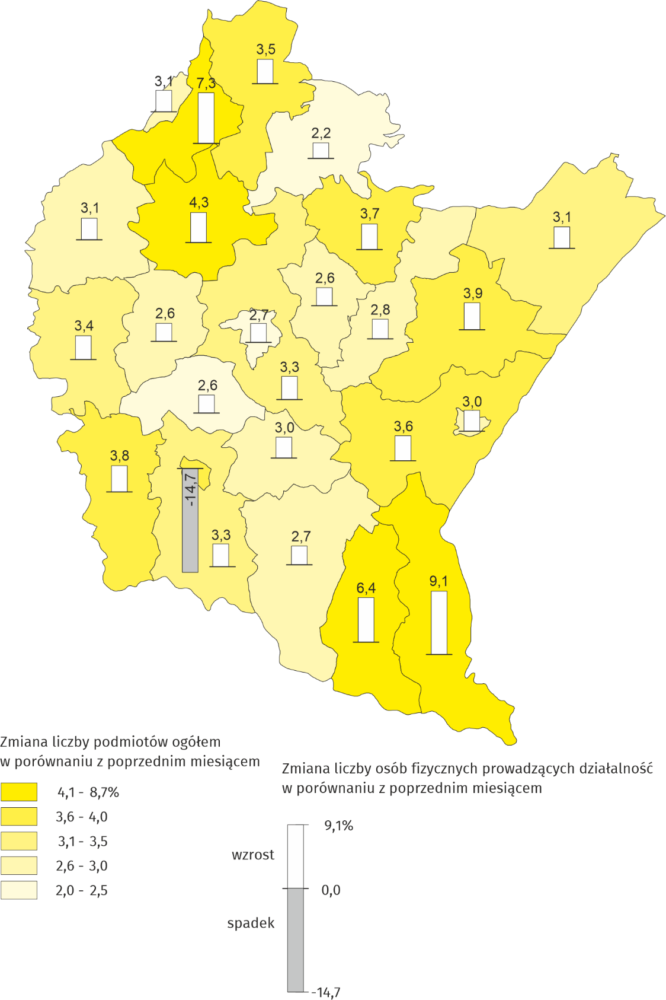 3,5
3,1
7,3
2,2
4,3
3,1
3,7
3,1
2,6
3,9
2,6
2,7
2,8
3,4
3,3
2,6
3,0
3,0
3,6
3,8
-14,7
3,3
2,7
6,4
9,1
Zmiana liczby podmiotów ogółem
w porównaniu z poprzednim miesiącem
4,1 - 8,7%
3,6 - 4,0
3,1 - 3,5
2,6 - 3,0
2,0 - 2,5
Zmiana liczby osób fizycznych prowadzących działalność
w porównaniu z poprzednim miesiącem
9,1%
wzrost
0,0
spadek
-14,7